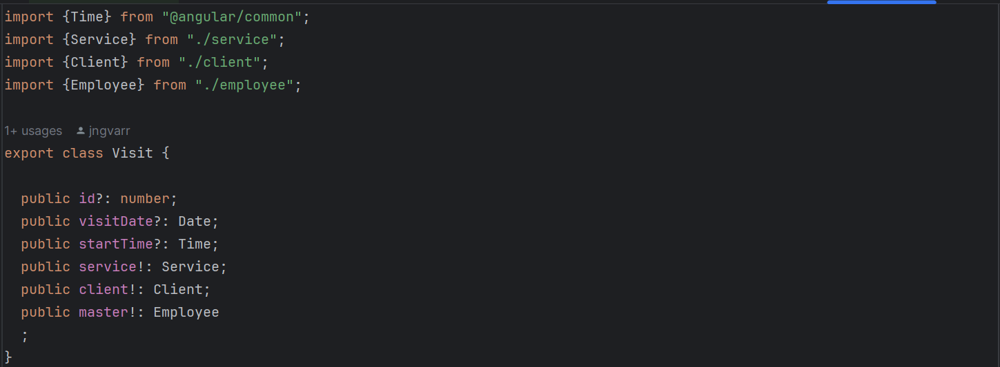 import {Time} from "@angular/common";
import {Service} from "./service";
import {Client} from "./client";
import {Employee} from "./employee";
1+ usages jngvarr
export class Visit {
public id?: number;
public visitDate?: Date;
public startTime?: Time;
public service!: Service;
public client!: Client;
public master!: Employee
;
}